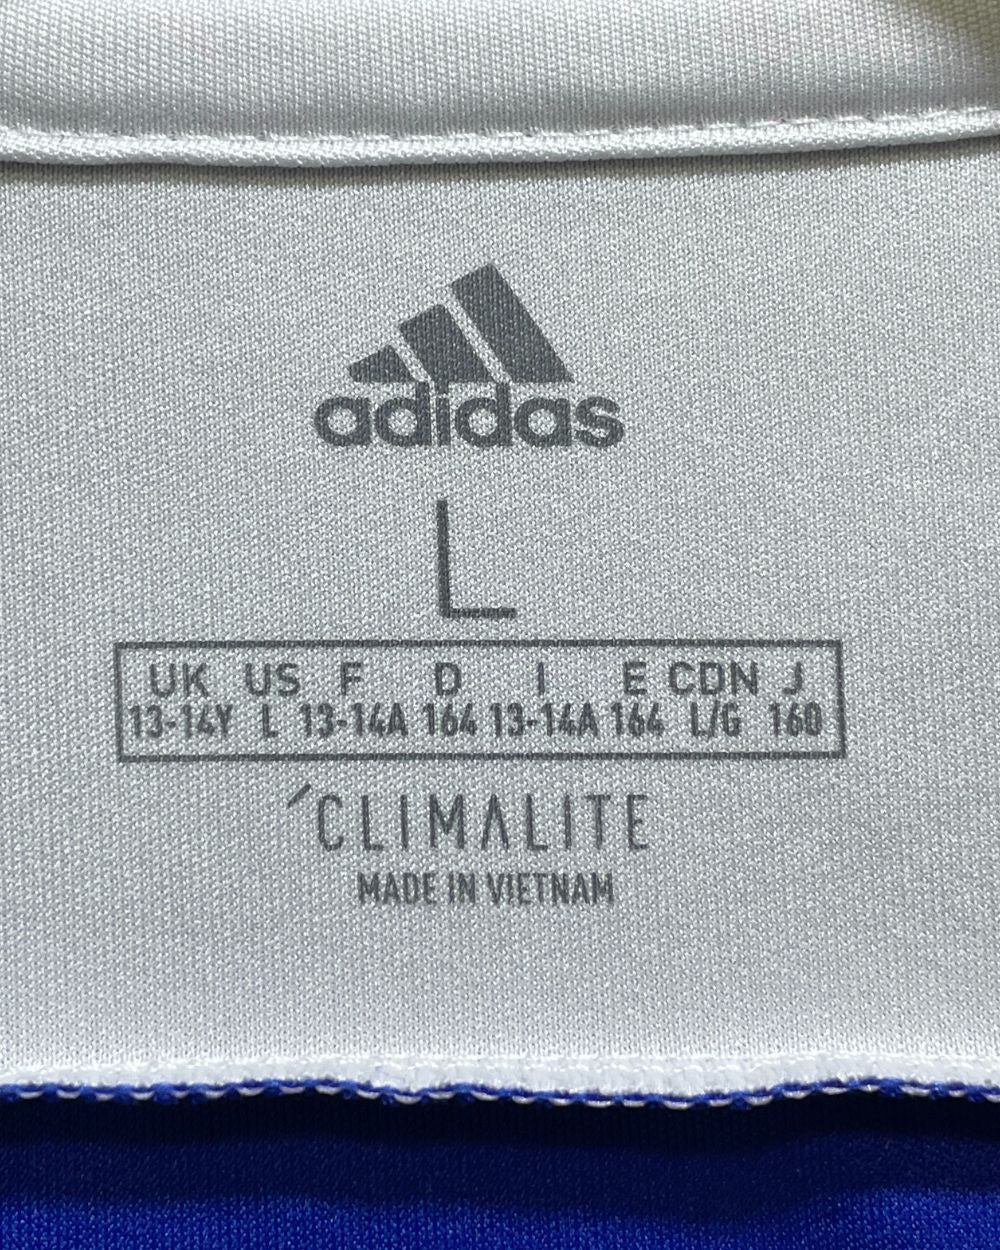 adidas
L
UK US F D I E CDN J
13-14Y L 13-14A 164 13-14A 164 L/G 160
´CLIMALITE
MADE IN VIETNAM